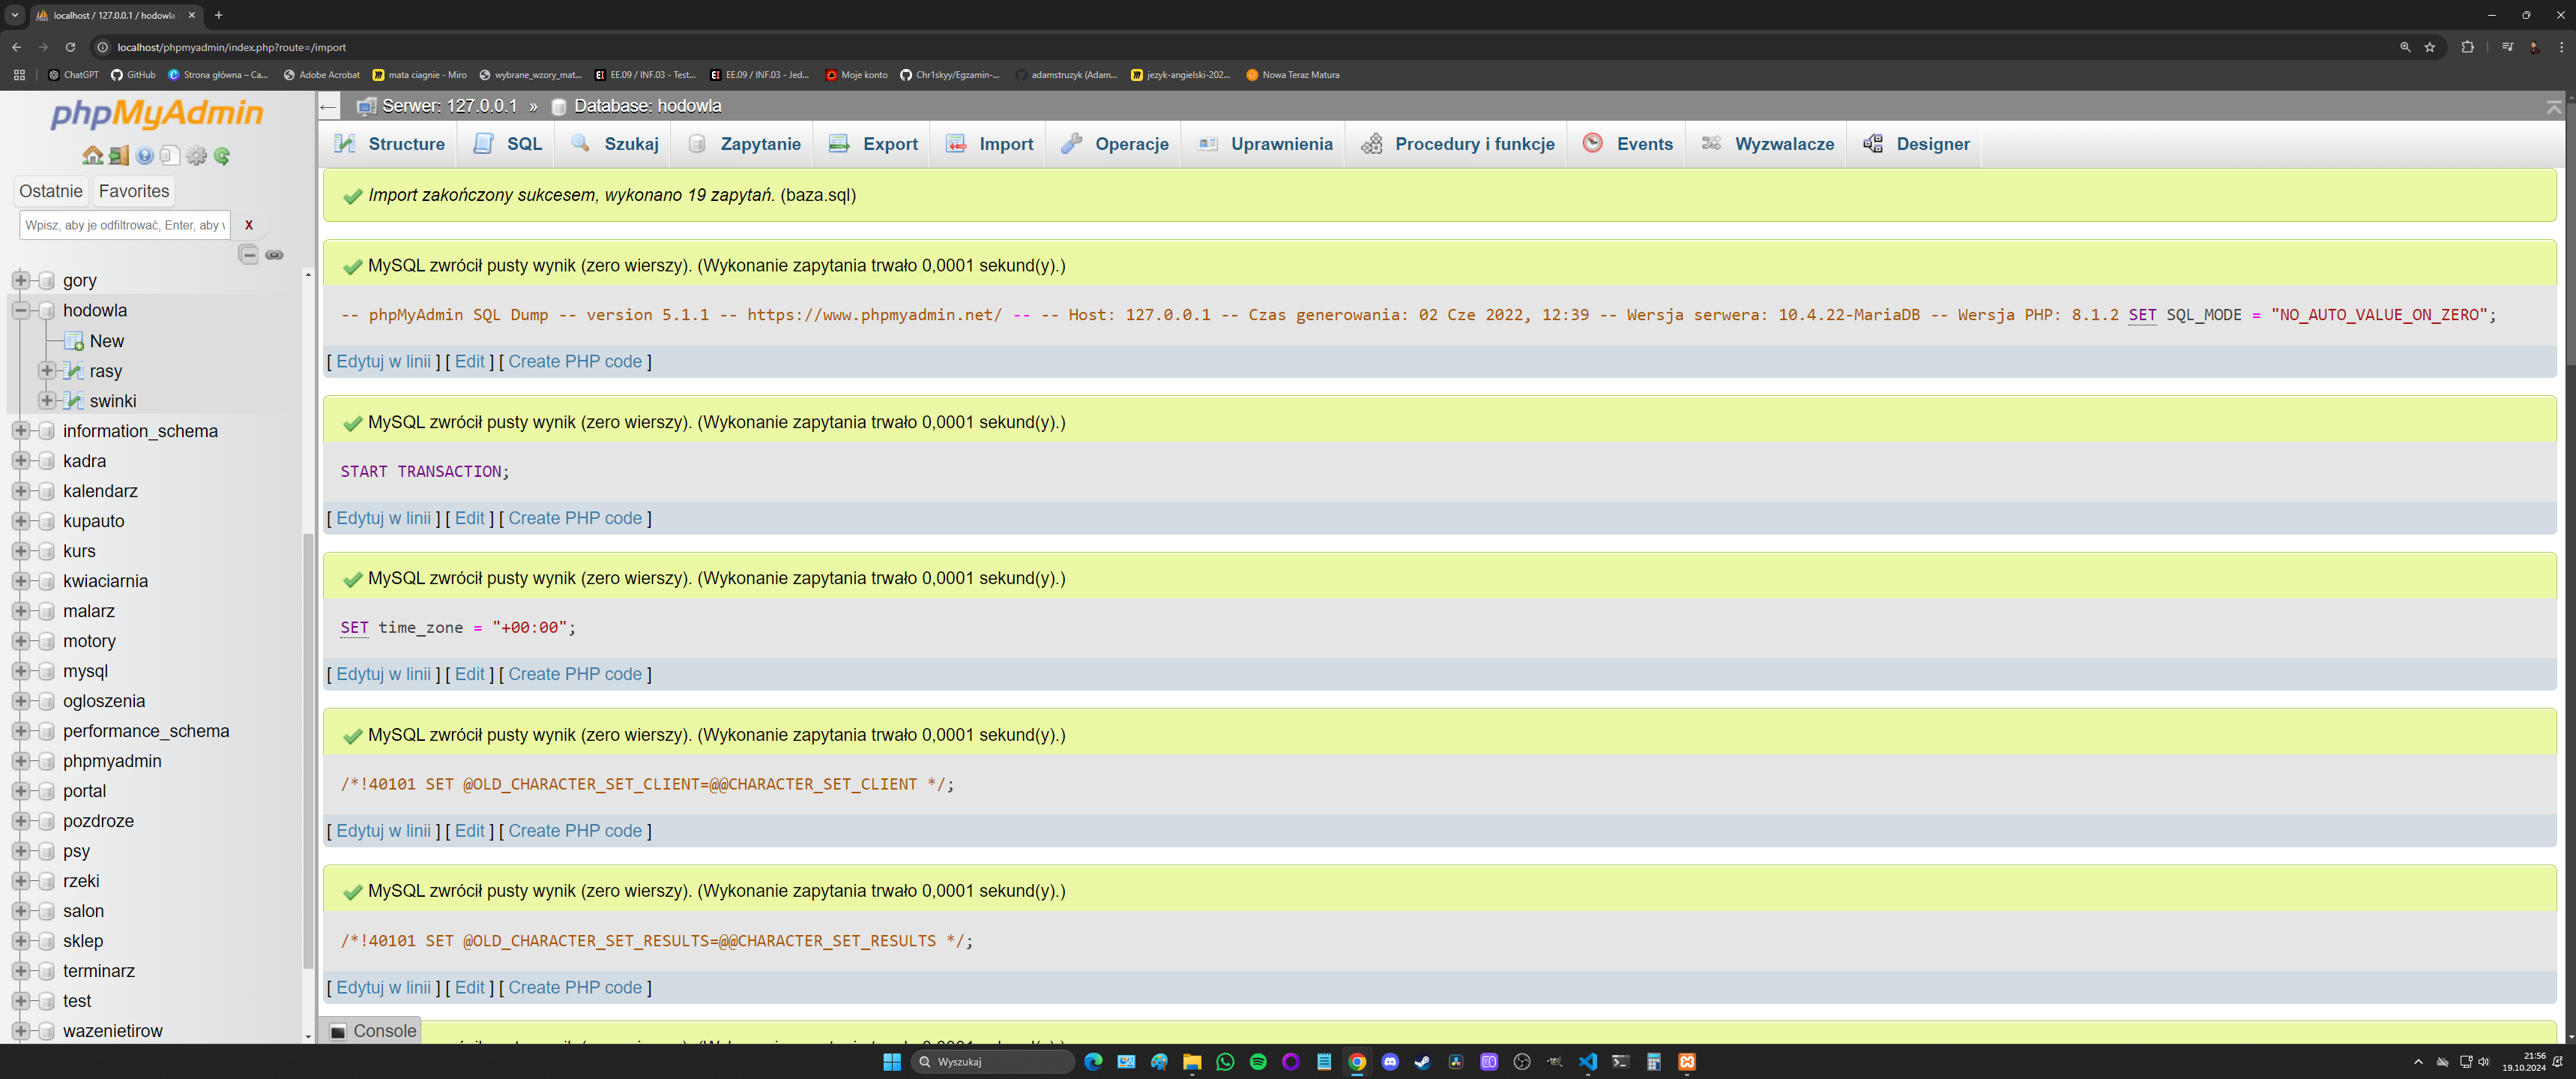 localhost / 127.0.0.1 / hodowla
localhost/phpmyadmin/index.php?route=/import
ChatGPT
GitHub
Strona główna – Ca...
Adobe Acrobat
mata ciagnie - Miro
wybrane_wzory_mat...
EE.09 / INF.03 - Test...
EE.09 / INF.03 - Jed...
Moje konto
Chr1skyy/Egzamin-...
adamstruzyk (Adam...
jezyk-angielski-202...
Nowa Teraz Matura
phpMyAdmin
Ostatnie
Favorites
Wpisz, aby je odfiltrować, Enter, aby w
X
gory
hodowla
New
rasy
swinki
information_schema
kadra
kalendarz
kupauto
kurs
kwiaciarnia
malarz
motory
mysql
ogloszenia
performance_schema
phpmyadmin
portal
pozdroze
psy
rzeki
salon
sklep
terminarz
test
wazenietirow
Serwer: 127.0.0.1 » Database: hodowla
Structure
SQL
Szukaj
Zapytanie
Export
Import
Operacje
Uprawnienia
Procedury i funkcje
Events
Wyzwalacze
Designer
Import zakończony sukcesem, wykonano 19 zapytań. (baza.sql)
MySQL zwrócił pusty wynik (zero wierszy). (Wykonanie zapytania trwało 0,0001 sekund(y).)
-- phpMyAdmin SQL Dump -- version 5.1.1 -- https://www.phpmyadmin.net/ -- -- Host: 127.0.0.1 -- Czas generowania: 02 Cze 2022, 12:39 -- Wersja serwera: 10.4.22-MariaDB -- Wersja PHP: 8.1.2 SET SQL_MODE = "NO_AUTO_VALUE_ON_ZERO";
[ Edytuj w linii ] [ Edit ] [ Create PHP code ]
MySQL zwrócił pusty wynik (zero wierszy). (Wykonanie zapytania trwało 0,0001 sekund(y).)
START TRANSACTION;
[ Edytuj w linii ] [ Edit ] [ Create PHP code ]
MySQL zwrócił pusty wynik (zero wierszy). (Wykonanie zapytania trwało 0,0001 sekund(y).)
SET time_zone = "+00:00";
[ Edytuj w linii ] [ Edit ] [ Create PHP code ]
MySQL zwrócił pusty wynik (zero wierszy). (Wykonanie zapytania trwało 0,0001 sekund(y).)
/*!40101 SET @OLD_CHARACTER_SET_CLIENT=@@CHARACTER_SET_CLIENT */;
[ Edytuj w linii ] [ Edit ] [ Create PHP code ]
MySQL zwrócił pusty wynik (zero wierszy). (Wykonanie zapytania trwało 0,0001 sekund(y).)
/*!40101 SET @OLD_CHARACTER_SET_RESULTS=@@CHARACTER_SET_RESULTS */;
[ Edytuj w linii ] [ Edit ] [ Create PHP code ]
Console
Wyszukaj
21:56
19.10.2024